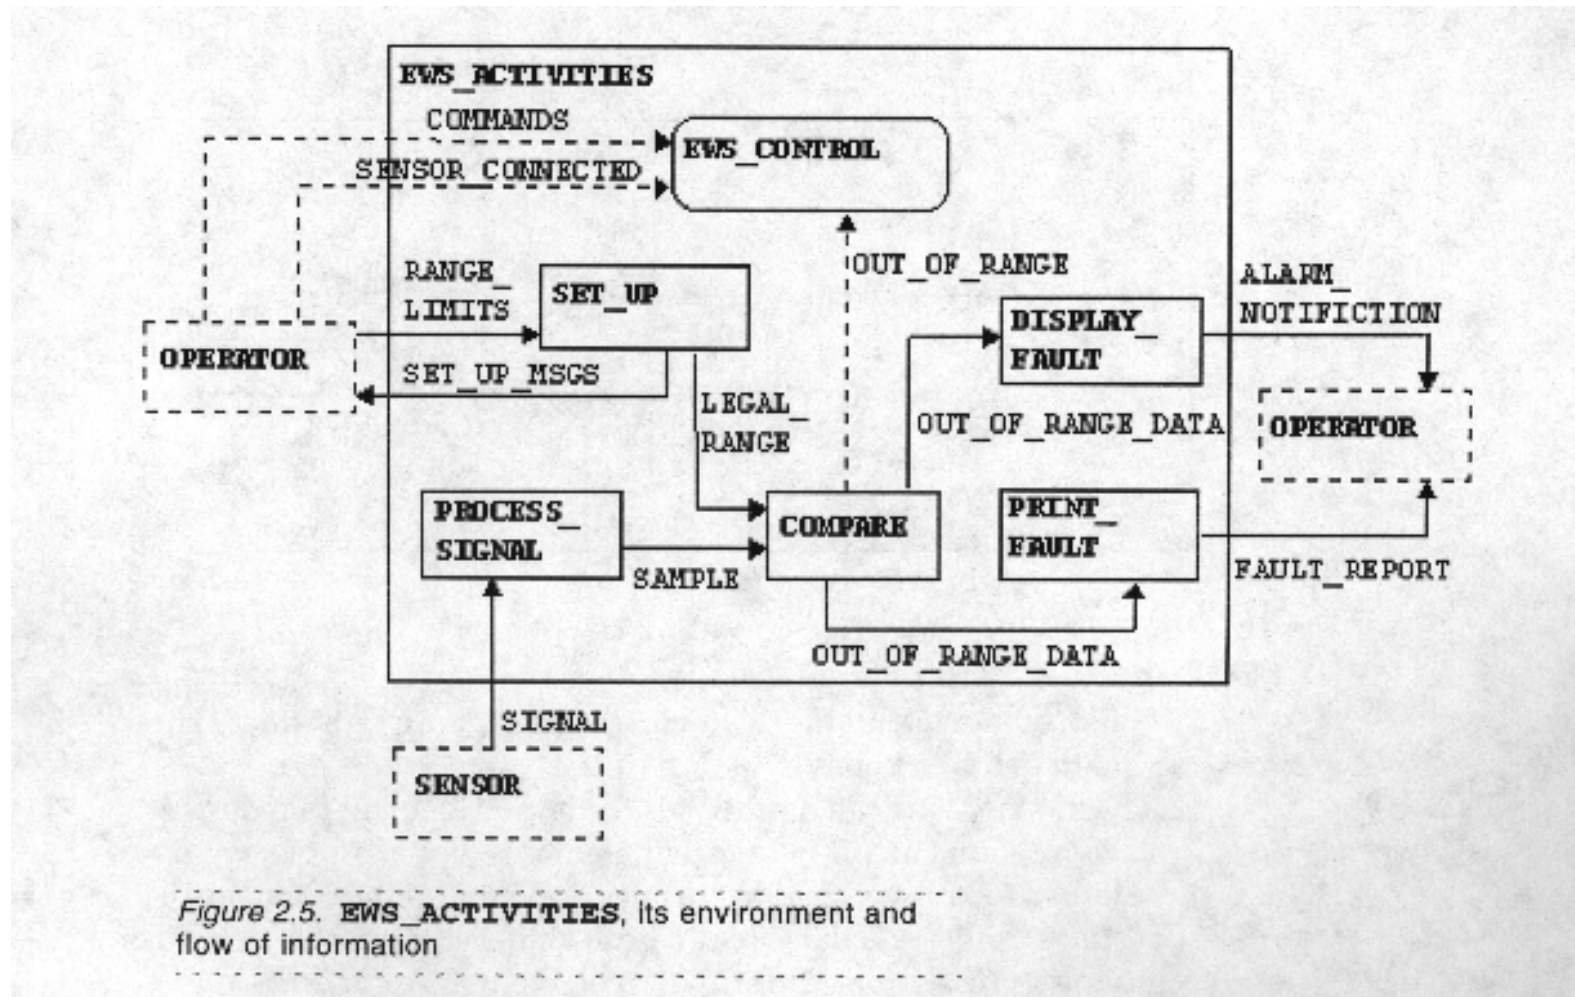 EWS_ACTIVITIES
COMMANDS
EWS_CONTROL
SENSOR_CONNECTED
OUT_OF_RANGE
RANGE_
LIMITS
SET_UP
ALARM_
NOTIFICTION
DISPLAY_
FAULT
OPERATOR
SET_UP_MSGS
LEGAL_
RANGE
OUT_OF_RANGE_DATA
OPERATOR
PROCESS_
SIGNAL
COMPARE
PRINT_
FAULT
SAMPLE
FAULT_REPORT
OUT_OF_RANGE_DATA
SIGNAL
SENSOR
Figure 2.5. EWS_ACTIVITIES, its environment and
flow of information